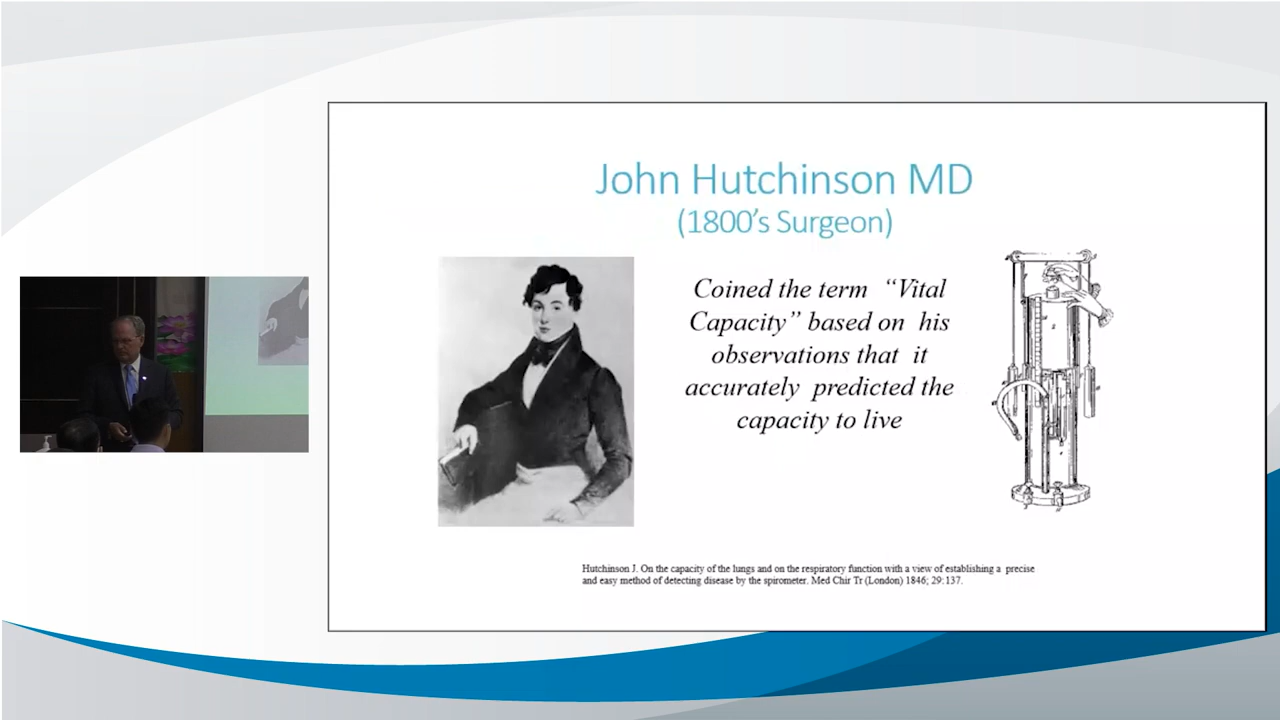 John Hutchinson MD
(1800's Surgeon)
Coined the term “Vital
Capacity” based on his
observations that it
accurately predicted the
capacity to live
Hutchinson J. On the capacity of the lungs and on the respiratory function with a view of establishing a precise
and easy method of detecting disease by the spirometer. Med Chir Tr (London) 1846; 29:137.